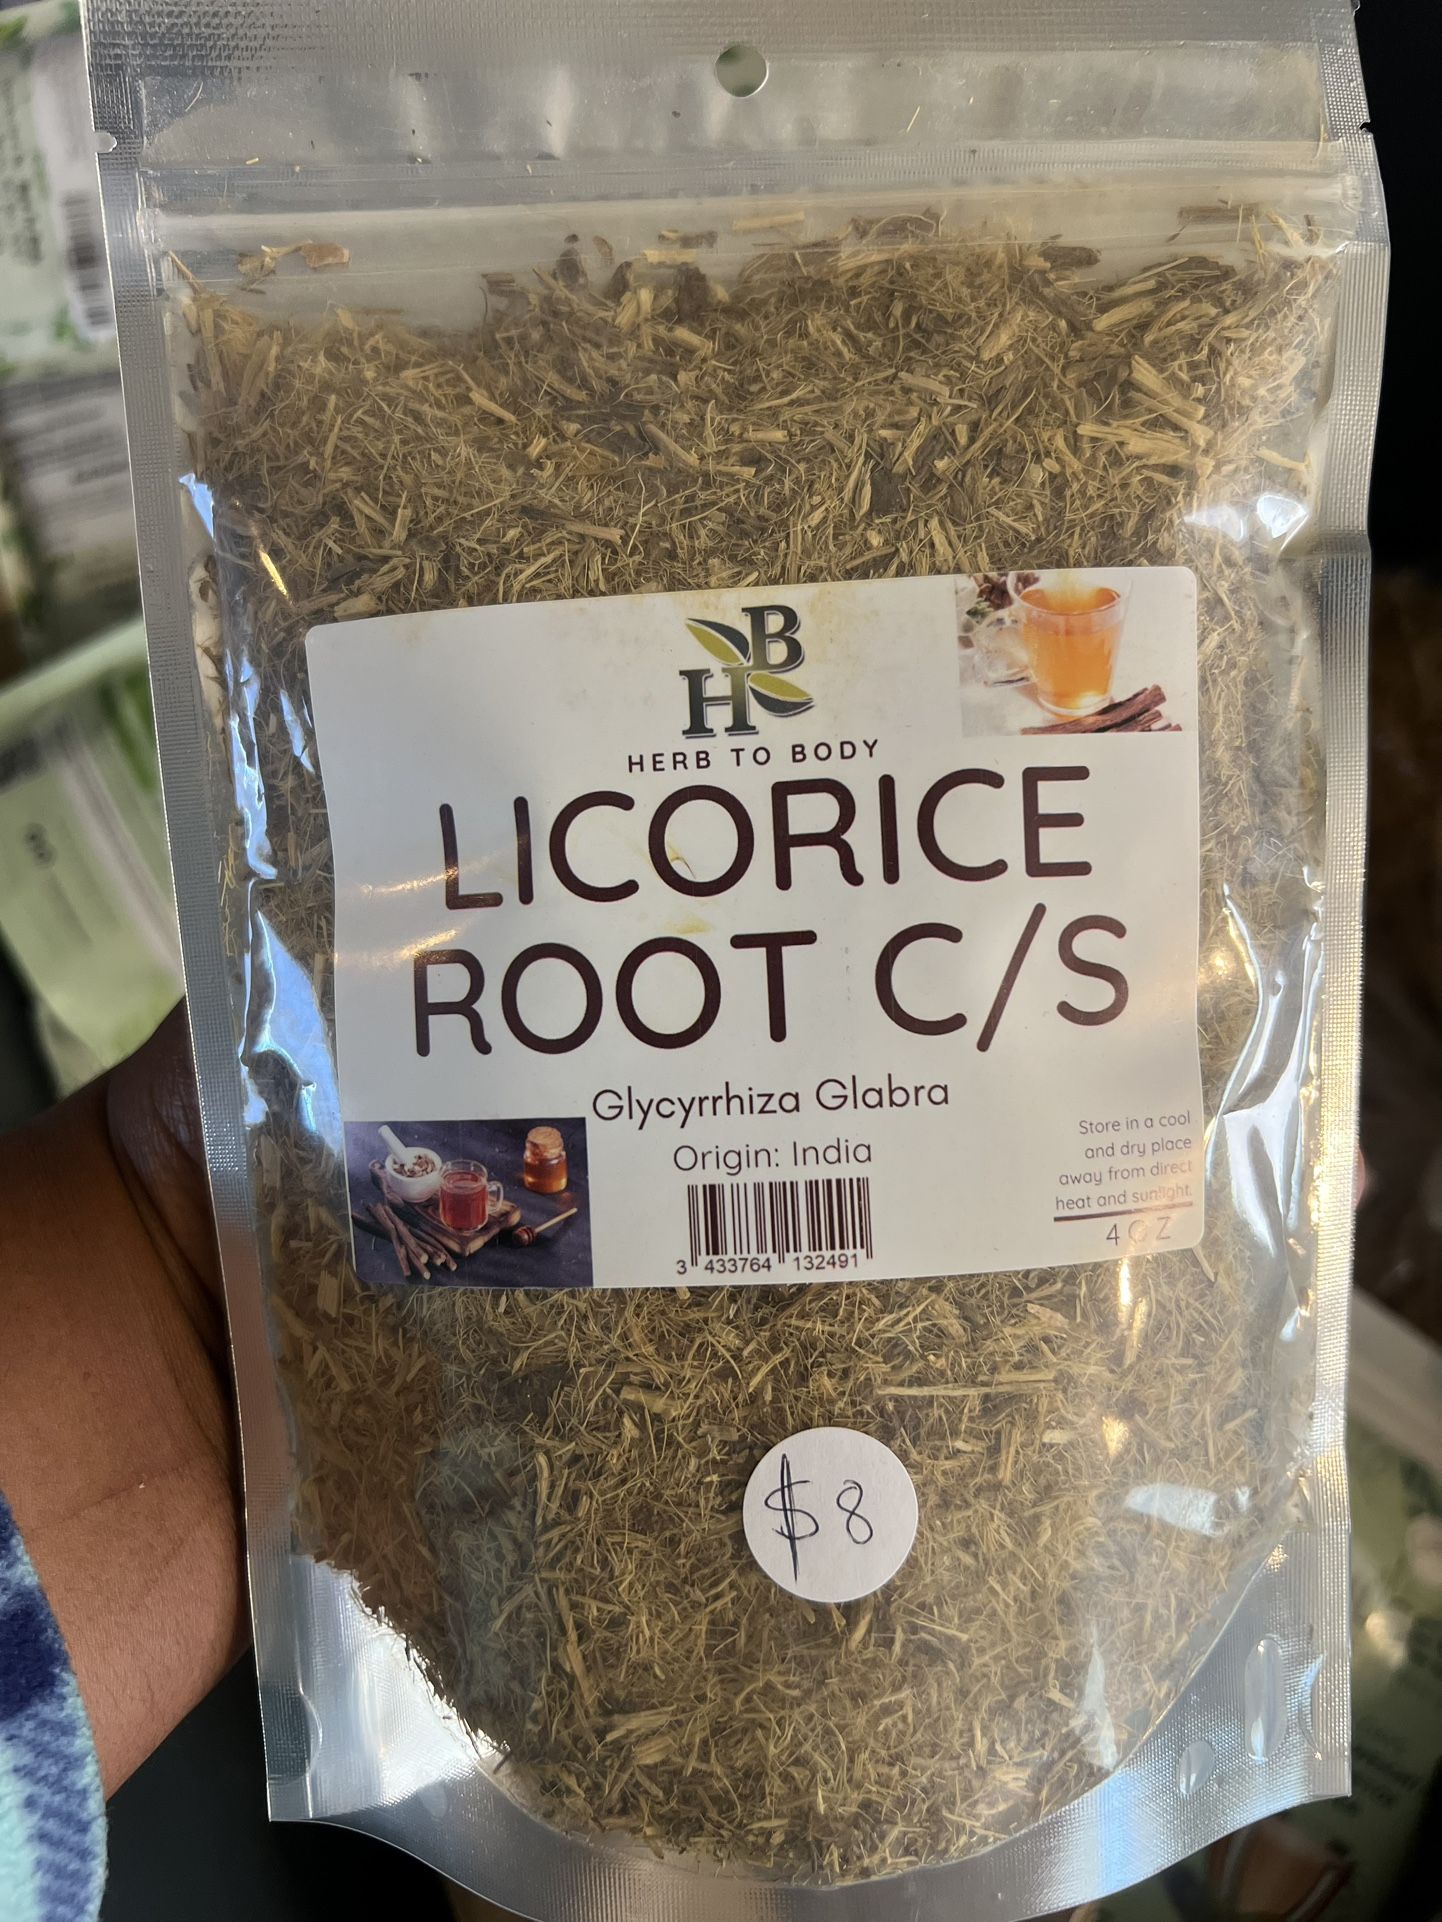 HB
HERB TO BODY
LICORICE
ROOT C/S
Glycyrrhiza Glabra
Origin: India
3 433764 132491
Store in a cool
and dry place
away from direct
heat and sunlight.
4 OZ
$8